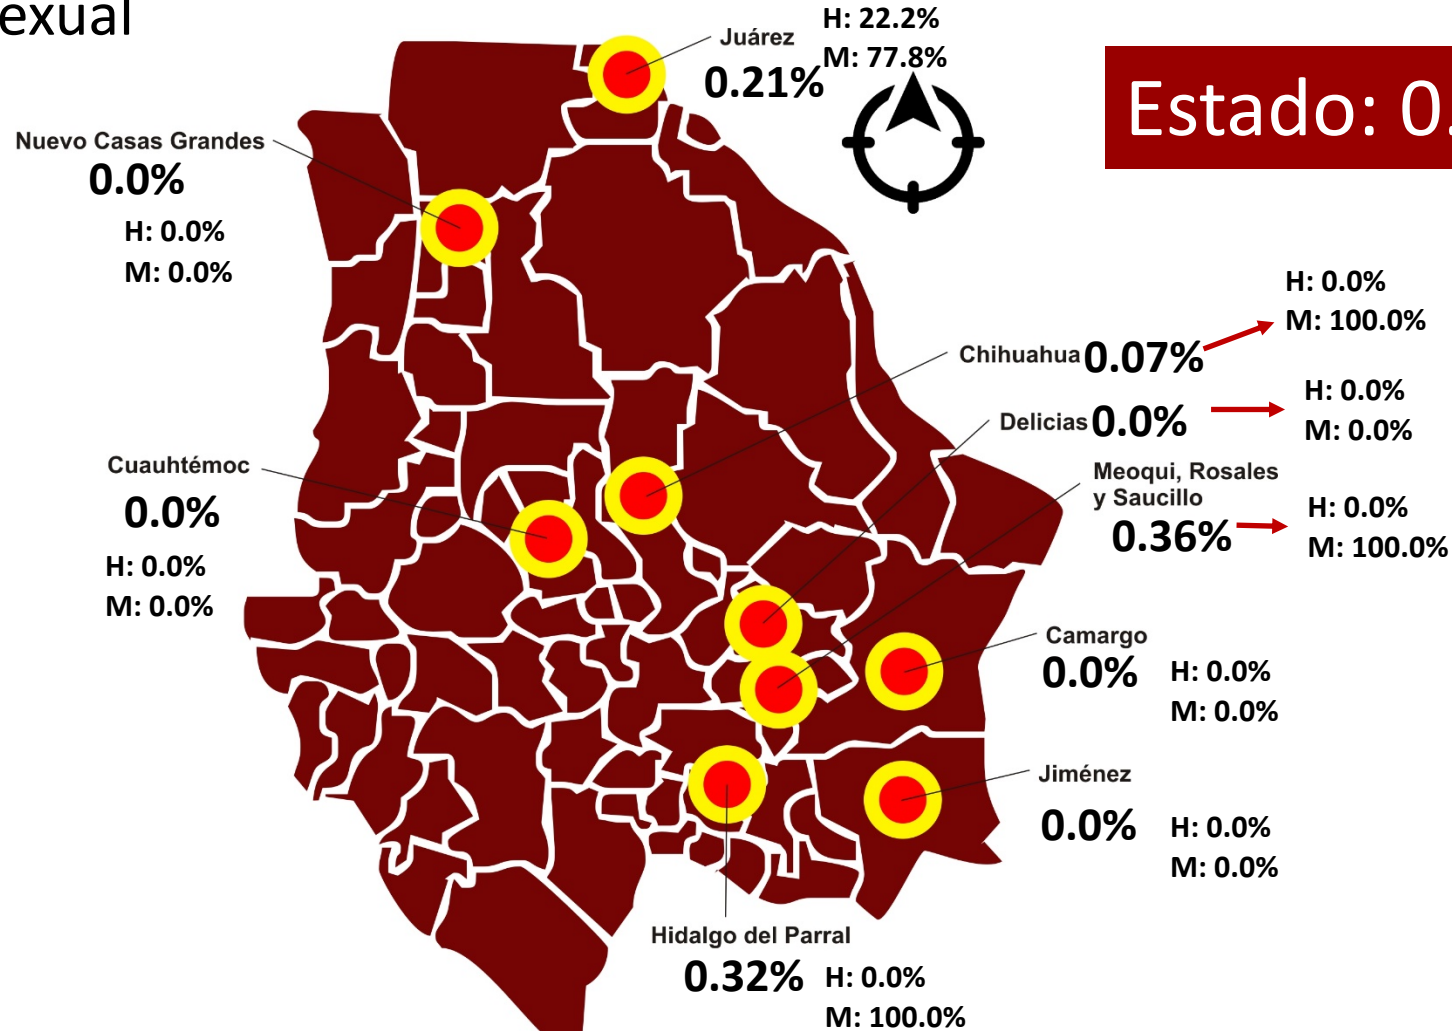 exual
Juárez
0.21%
H: 22.2%
M: 77.8%
Estado: 0.
Nuevo Casas Grandes
0.0%
H: 0.0%
M: 0.0%
Chihuahua 0.07%
H: 0.0%
M: 100.0%
Delicias 0.0%
H: 0.0%
M: 0.0%
Cuauhtémoc
0.0%
H: 0.0%
M: 0.0%
Meoqui, Rosales
y Saucillo
0.36%
H: 0.0%
M: 100.0%
Camargo
0.0%
H: 0.0%
M: 0.0%
Jiménez
0.0%
H: 0.0%
M: 0.0%
Hidalgo del Parral
0.32%
H: 0.0%
M: 100.0%